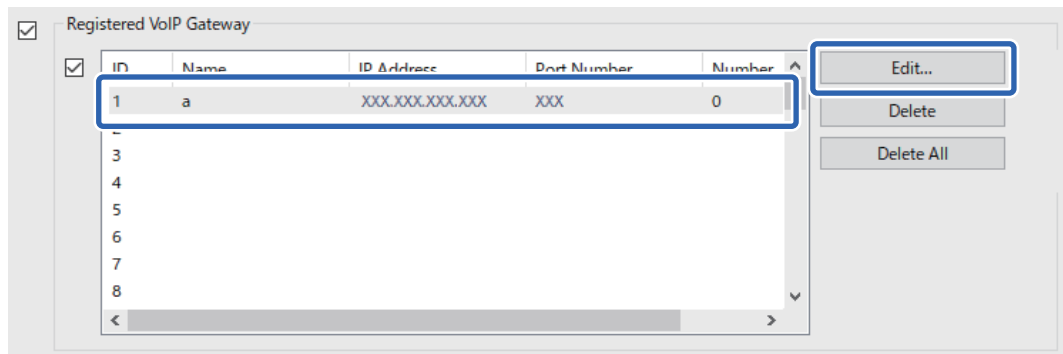 Registered VoIP Gateway
ID Name IP Address Port Number Number
Edit...
1 a XXX.XXX.XXX.XXX XXX 0
Delete
2
3
Delete All
4
5
6
7
8